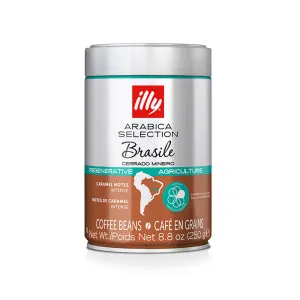 illy
ARABICA
SELECTION
Brasile
CERRADO MINEIRO
REGENERATIVE AGRICULTURE
CARAMEL NOTES
INTENSE
NOTES DE CARAMEL
INTENSE
COFFEE BEANS CAFÉ EN GRAINS
Net Wt./Poids Net 8.8 oz (250 g)